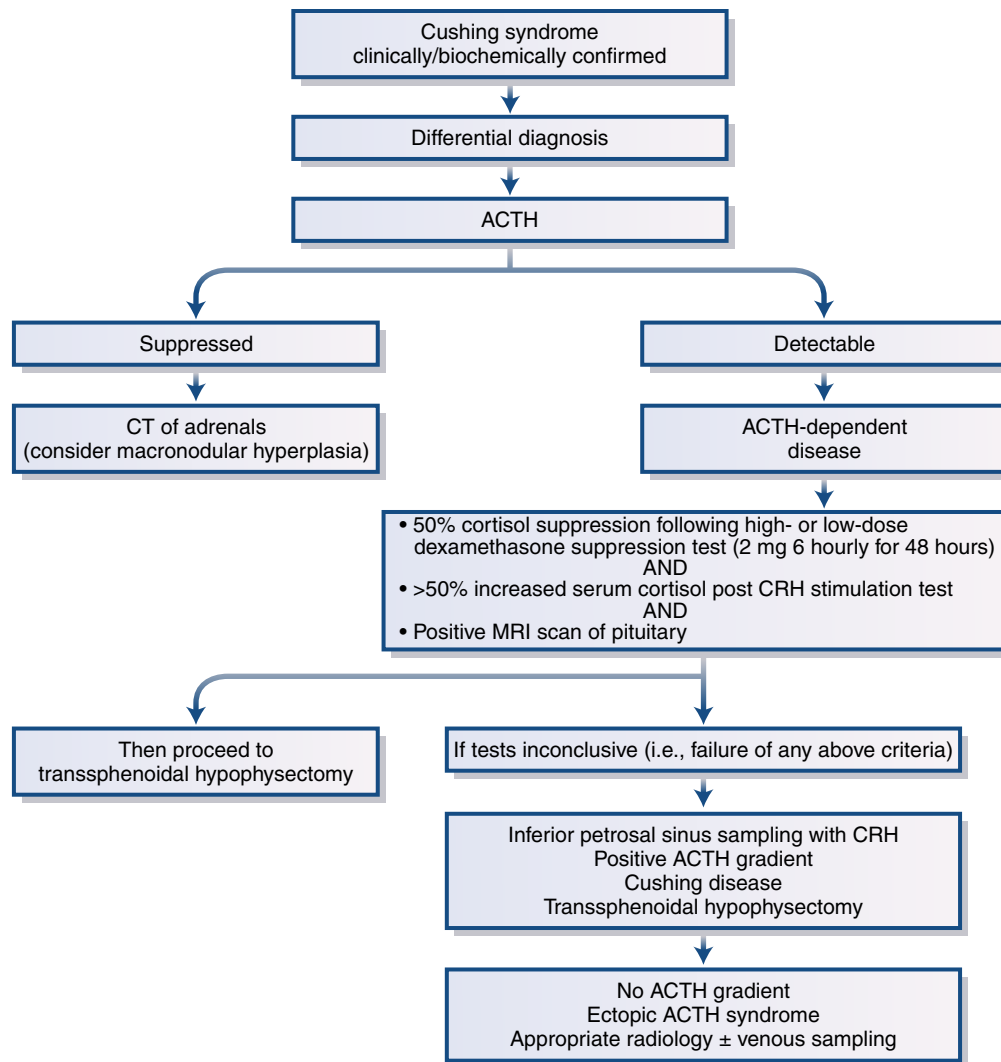 Cushing syndrome
clinically/biochemically confirmed
Differential diagnosis
ACTH
Suppressed
Detectable
CT of adrenals
(consider macronodular hyperplasia)
ACTH-dependent
disease
• 50% cortisol suppression following high- or low-dose
dexamethasone suppression test (2 mg 6 hourly for 48 hours)
AND
• >50% increased serum cortisol post CRH stimulation test
AND
• Positive MRI scan of pituitary
Then proceed to
transsphenoidal hypophysectomy
If tests inconclusive (i.e., failure of any above criteria)
Inferior petrosal sinus sampling with CRH
Positive ACTH gradient
Cushing disease
Transsphenoidal hypophysectomy
No ACTH gradient
Ectopic ACTH syndrome
Appropriate radiology ± venous sampling